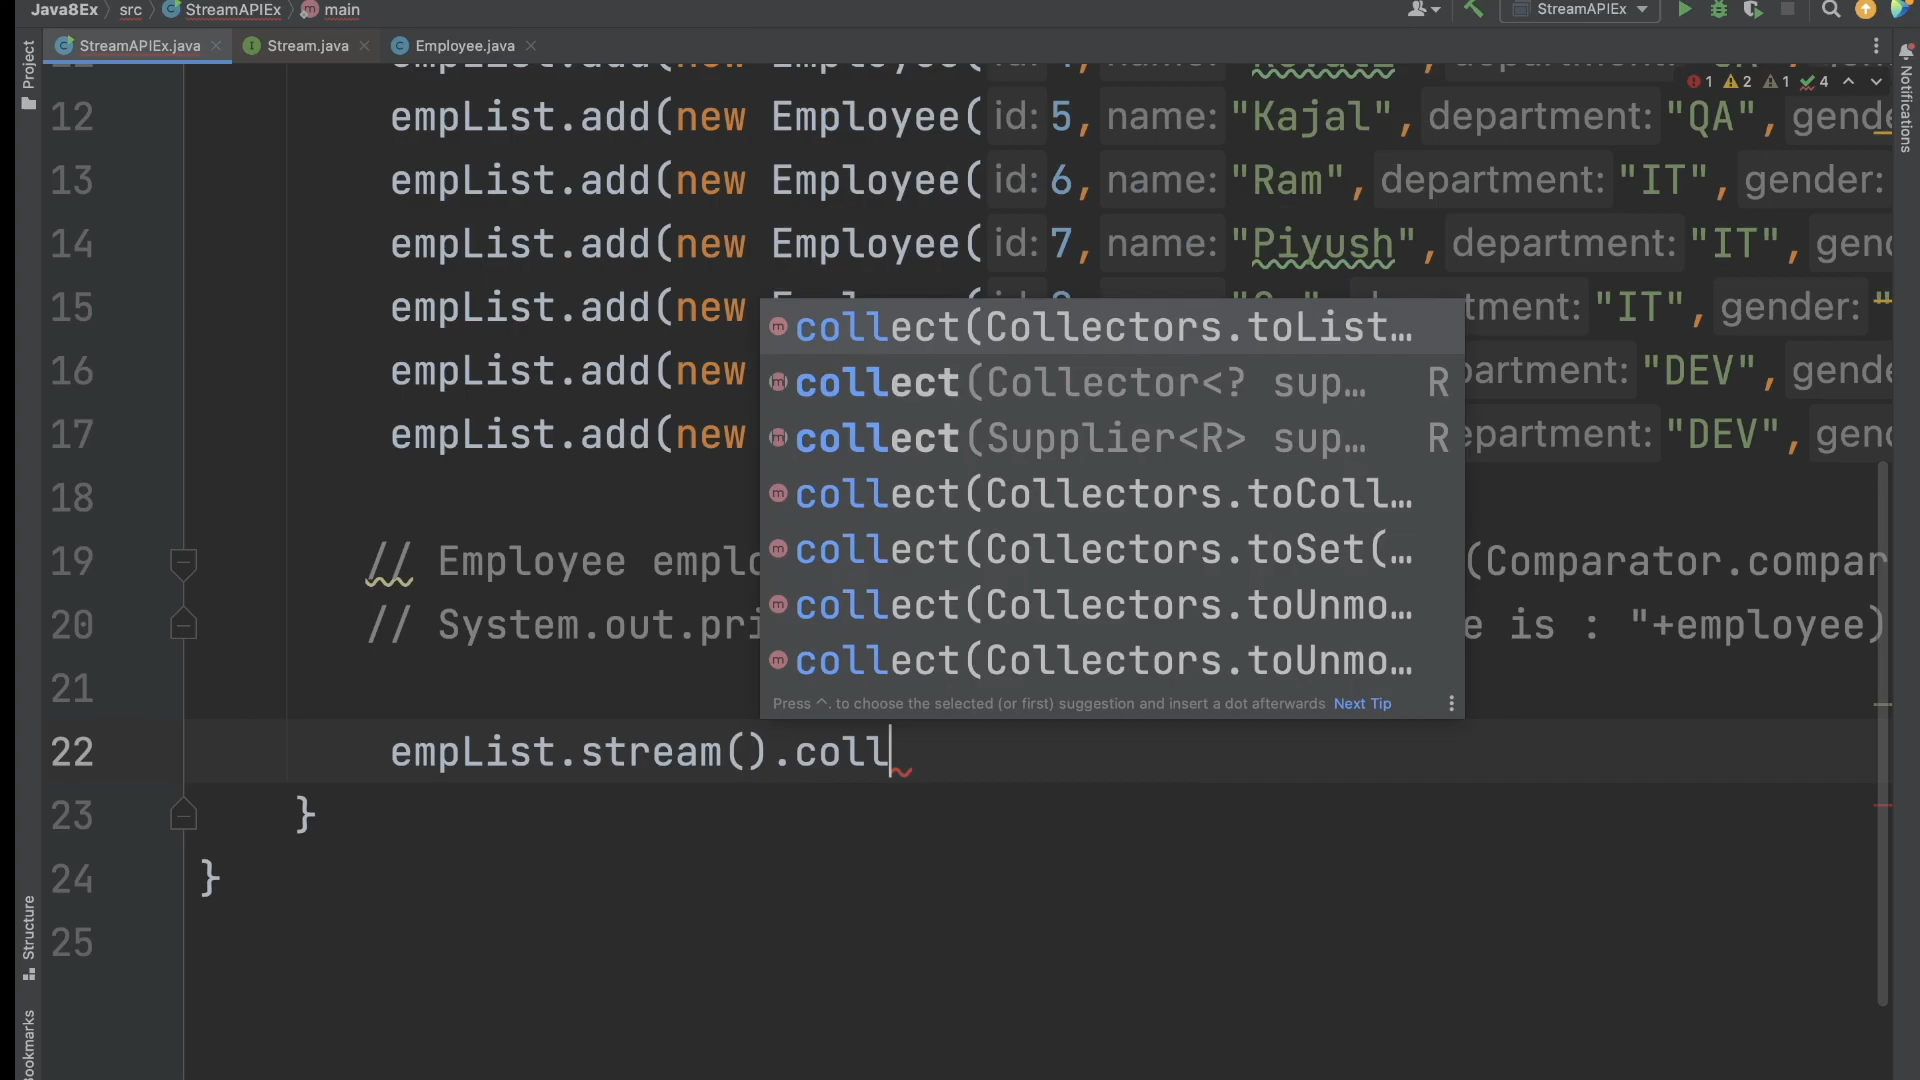 Java8Ex src StreamAPIEx main StreamAPIEx
StreamAPIEx.java Stream.java Employee.java
Project
Notifications
1 2 1 4
12 empList.add(new Employee( id: 5, name: "Kajal", department: "QA", gende
13 empList.add(new Employee( id: 6, name: "Ram", department: "IT", gender:
14 empList.add(new Employee( id: 7, name: "Piyush", department: "IT", gend
15 empList.add(new tment: "IT", gender: "
16 empList.add(new partment: "DEV", gende
17 empList.add(new epartment: "DEV", gend
18
collect(Collectors.toList…
collect(Collector<? sup… R
collect(Supplier<R> sup… R
collect(Collectors.toColl…
collect(Collectors.toSet(…
collect(Collectors.toUnmo…
collect(Collectors.toUnmo…
Press ^. to choose the selected (or first) suggestion and insert a dot afterwards Next Tip
19 // Employee emplo (Comparator.compar
20 // System.out.pri e is : "+employee)
21
22 empList.stream().coll
23 }
24 }
25
Structure
Bookmarks